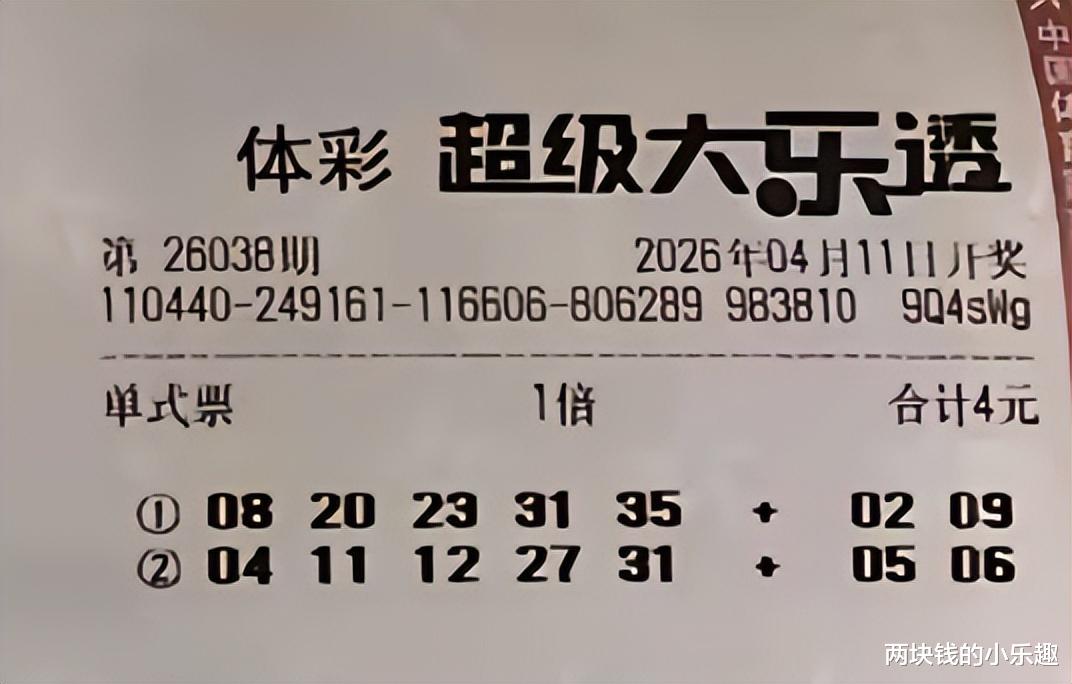 体彩 超级大乐透
第 26038期 2026年04月11日开奖
110440-249161-116606-806289 983810 9Q4sWg
单式票 1倍 合计4元
① 08 20 23 31 35 + 02 09
② 04 11 12 27 31 + 05 06
两块钱的小乐趣